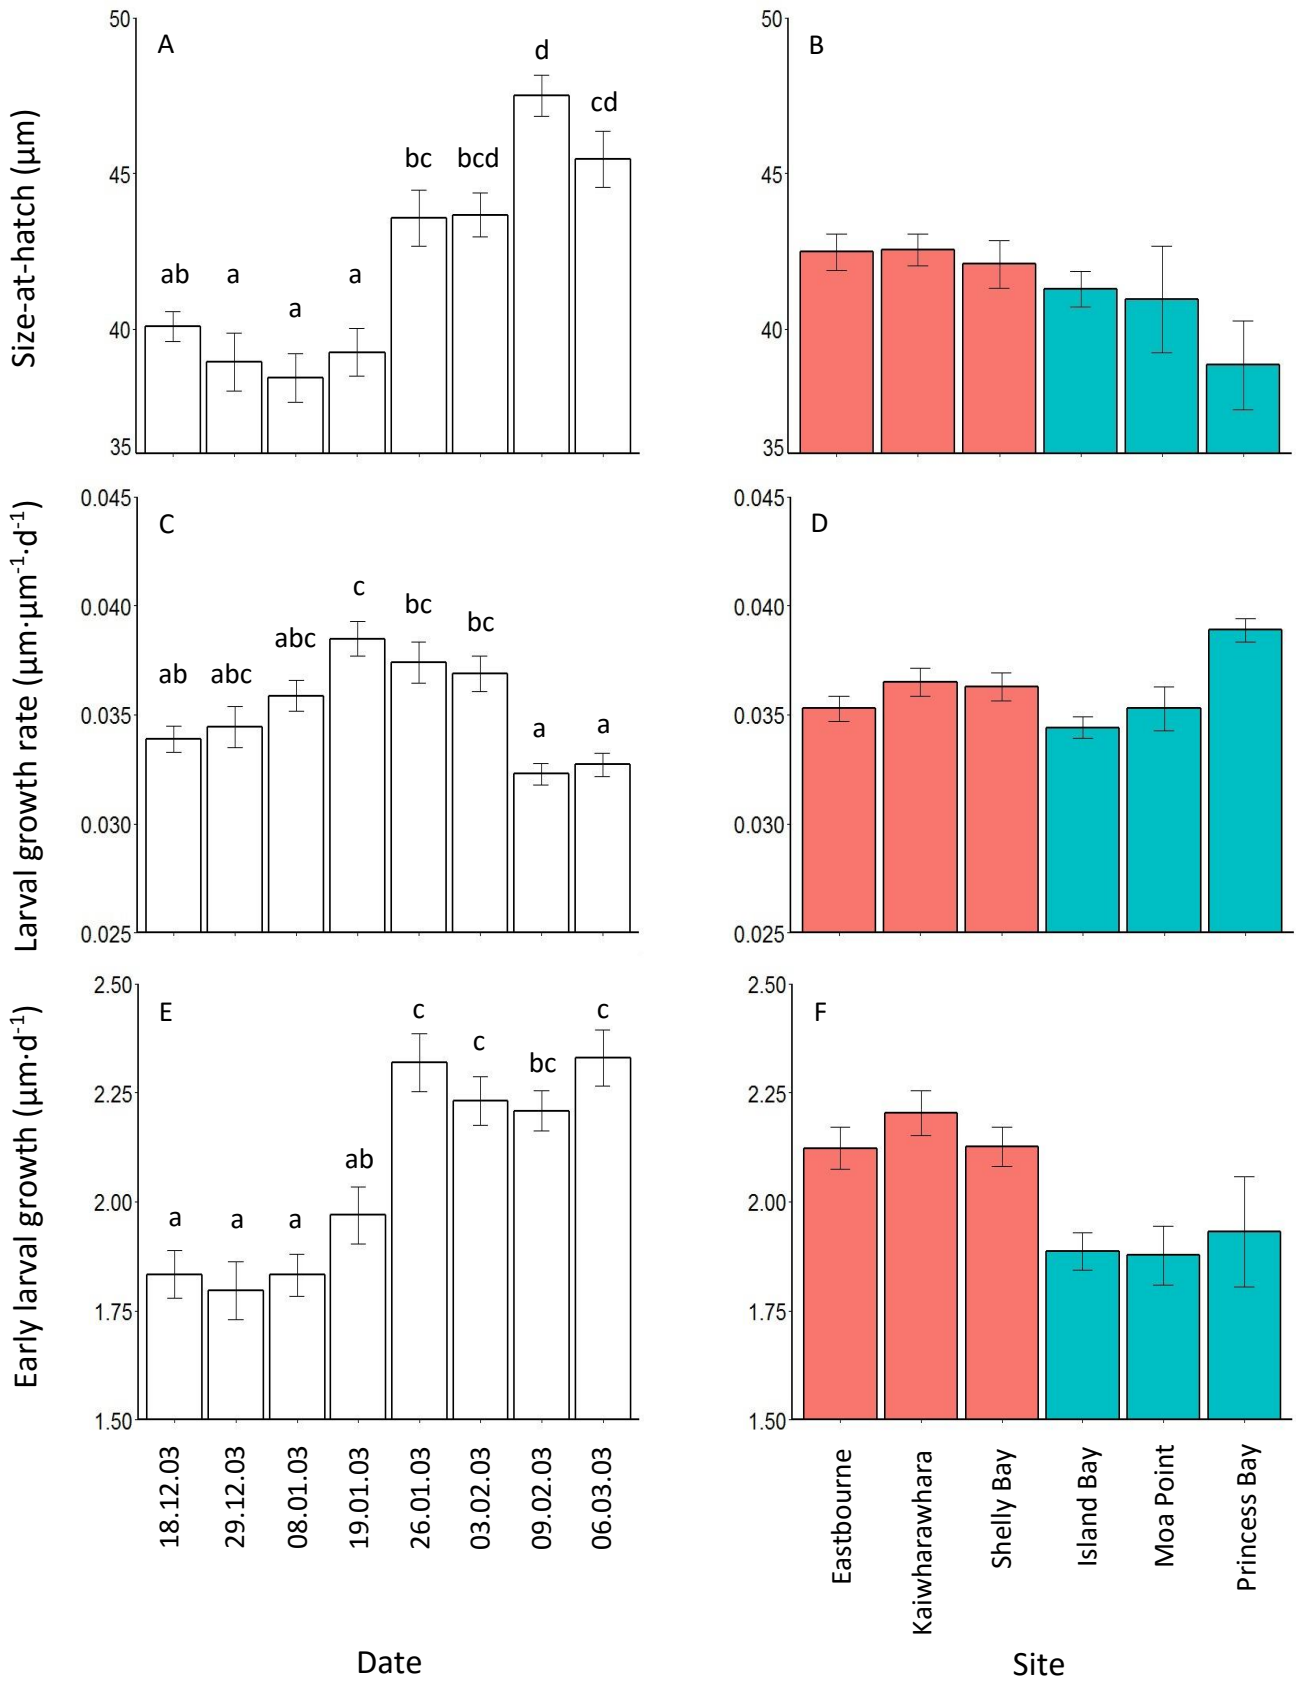 Size-at-hatch (µm)
A
50
45
40
35
ab
a
a
a
bc
bcd
d
cd
B
50
45
40
35
Larval growth rate (µm·µm⁻¹·d⁻¹)
C
0.045
0.040
0.035
0.030
0.025
ab
abc
abc
c
bc
bc
a
a
D
0.045
0.040
0.035
0.030
0.025
Early larval growth (µm·d⁻¹)
E
2.50
2.25
2.00
1.75
1.50
a
a
a
ab
c
c
bc
c
F
2.50
2.25
2.00
1.75
1.50
18.12.03
29.12.03
08.01.03
19.01.03
26.01.03
03.02.03
09.02.03
06.03.03
Eastbourne
Kaiwharawhara
Shelly Bay
Island Bay
Moa Point
Princess Bay
Date
Site